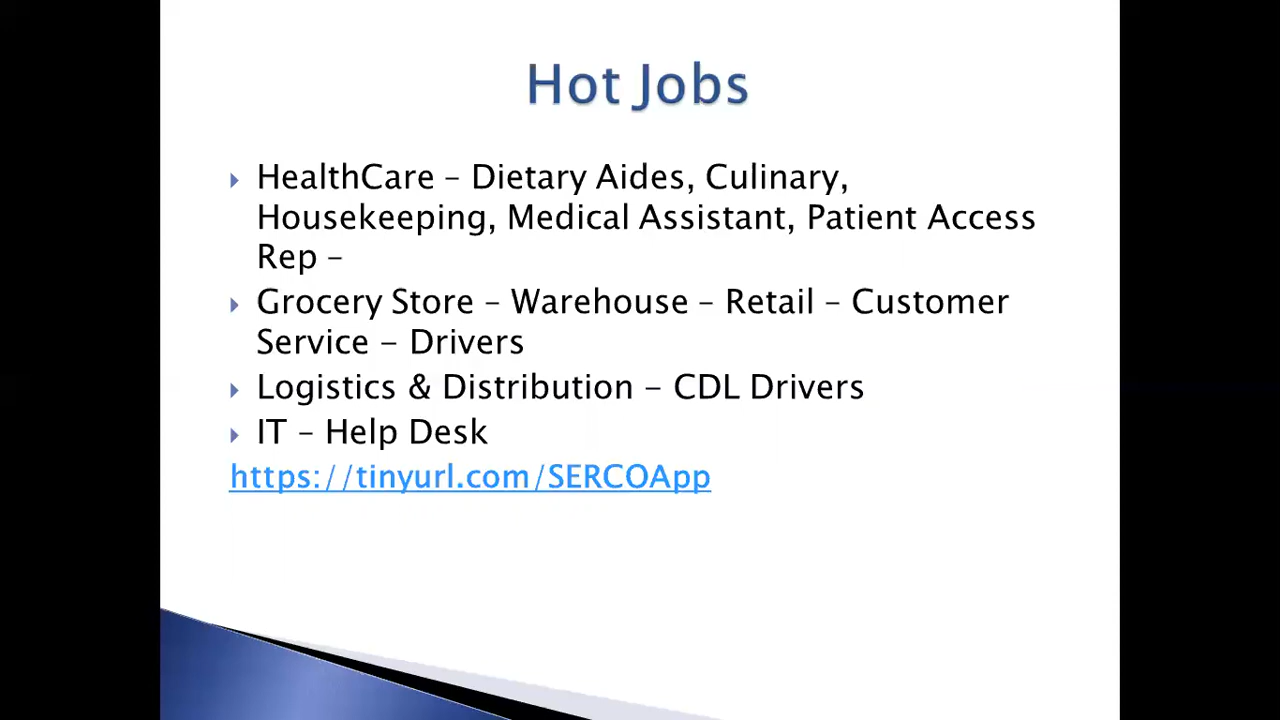 Hot Jobs
HealthCare – Dietary Aides, Culinary,
Housekeeping, Medical Assistant, Patient Access
Rep –
Grocery Store – Warehouse – Retail – Customer
Service – Drivers
Logistics & Distribution – CDL Drivers
IT – Help Desk
https://tinyurl.com/SERCOApp